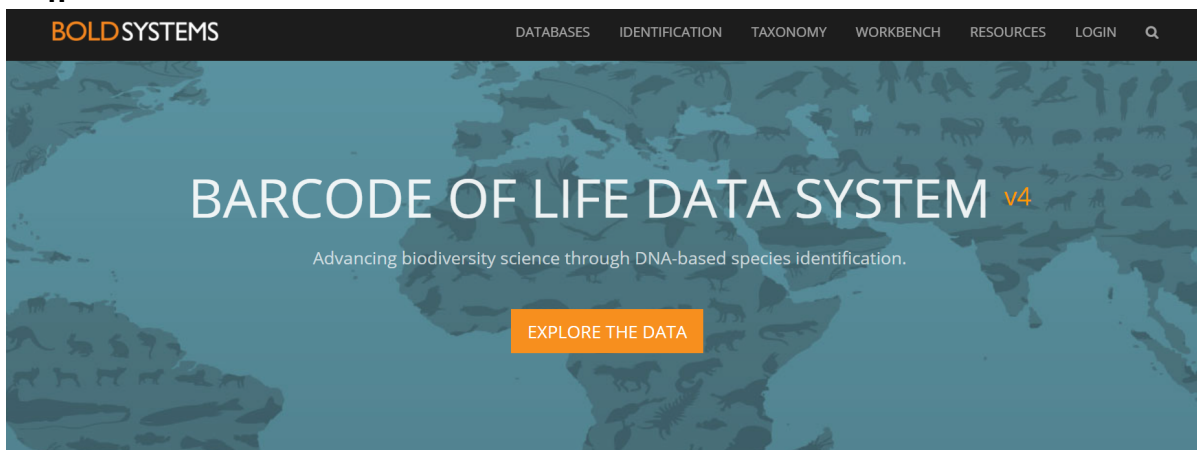 BOLDSYSTEMS DATABASES IDENTIFICATION TAXONOMY WORKBENCH RESOURCES LOGIN
BARCODE OF LIFE DATA SYSTEM v4
Advancing biodiversity science through DNA-based species identification.
EXPLORE THE DATA